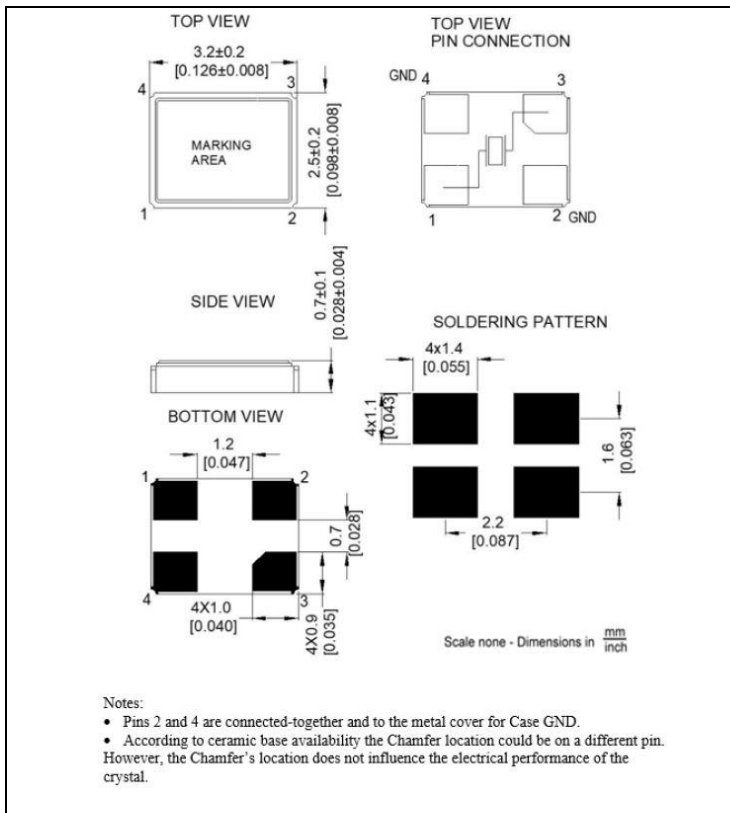 TOP VIEW
3.2±0.2
[0.126±0.008]
4
3
MARKING
AREA
2.5±0.2
[0.098±0.008]
1
2
TOP VIEW
PIN CONNECTION
GND 4
3
1
2 GND
SIDE VIEW
0.7±0.1
[0.028±0.004]
BOTTOM VIEW
1.2
[0.047]
1
2
0.7
[0.028]
4
3
4X1.0
[0.040]
4X0.9
[0.035]
SOLDERING PATTERN
4x1.4
[0.055]
4x1.1
[0.043]
1.6
[0.063]
2.2
[0.087]
Scale none - Dimensions in mm
inch
Notes:
• Pins 2 and 4 are connected-together and to the metal cover for Case GND.
• According to ceramic base availability the Chamfer location could be on a different pin.
However, the Chamfer's location does not influence the electrical performance of the
crystal.